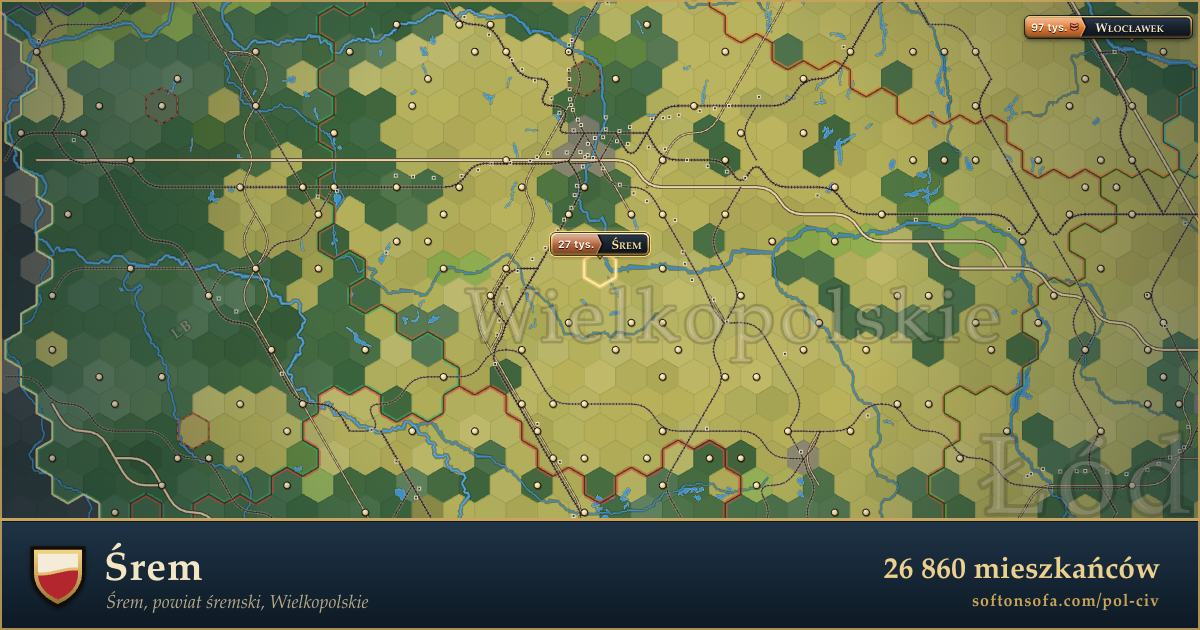 97 tys. Włocławek
27 tys. Śrem
Wielkopolskie
LB
Łód
Śrem
26 860 mieszkańców
Śrem, powiat śremski, Wielkopolskie
softonsofa.com/pol-civ